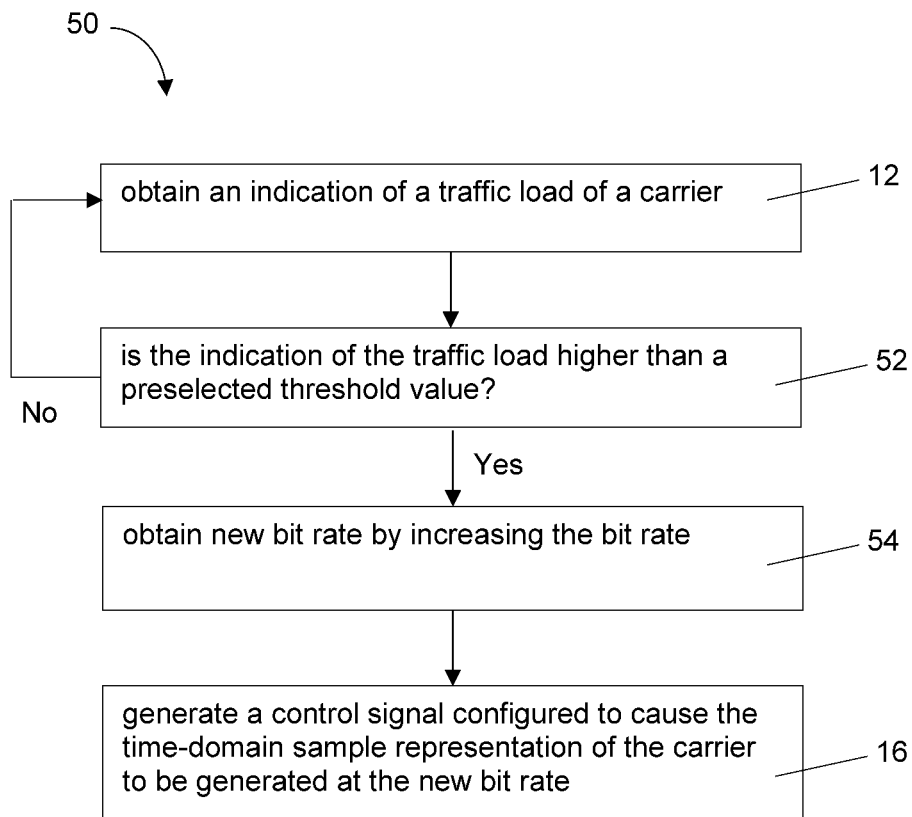 50
obtain an indication of a traffic load of a carrier
12
is the indication of the traffic load higher than a
preselected threshold value?
52
No
Yes
obtain new bit rate by increasing the bit rate
54
generate a control signal configured to cause the
time-domain sample representation of the carrier
to be generated at the new bit rate
16